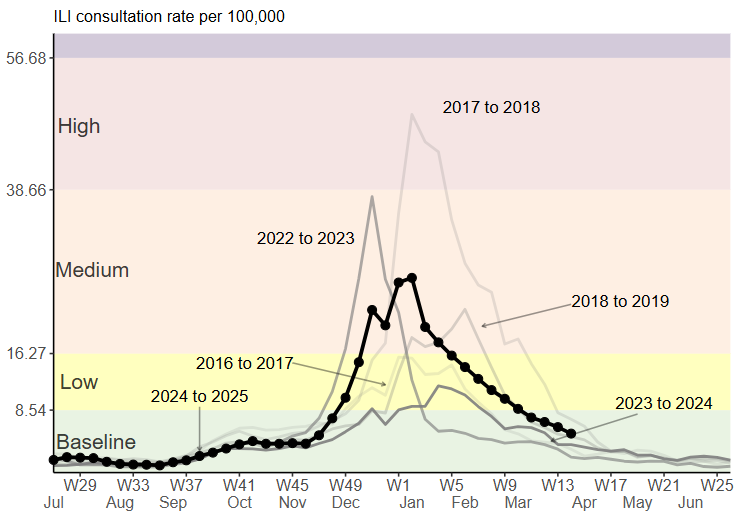 ILI consultation rate per 100,000
56.68
2017 to 2018
High
38.66
2022 to 2023
Medium
2018 to 2019
16.27
2016 to 2017
Low
2024 to 2025
8.54
2023 to 2024
Baseline
W29 W33 W37 W41 W45 W49 W1 W5 W9 W13 W17 W21 W25
Jul Aug Sep Oct Nov Dec Jan Feb Mar Apr May Jun